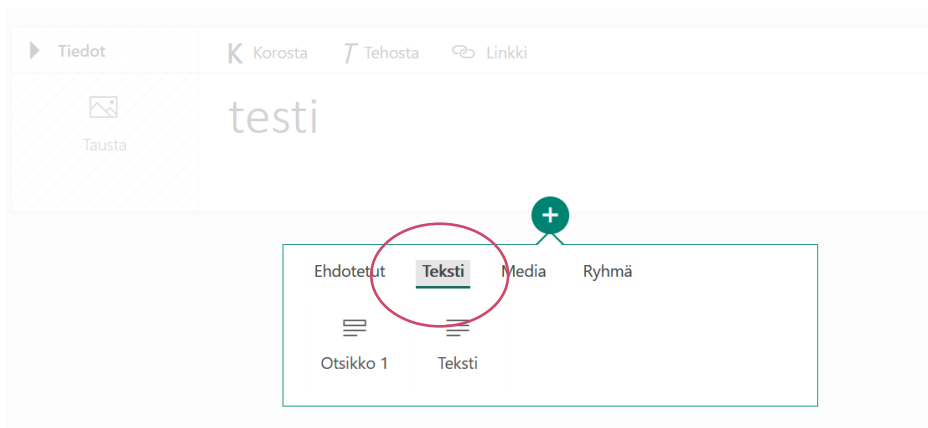 Tiedot
K Korosta T Tehosta Linkki
Tausta
testi
Ehdotetut Teksti Media Ryhmä
Otsikko 1 Teksti